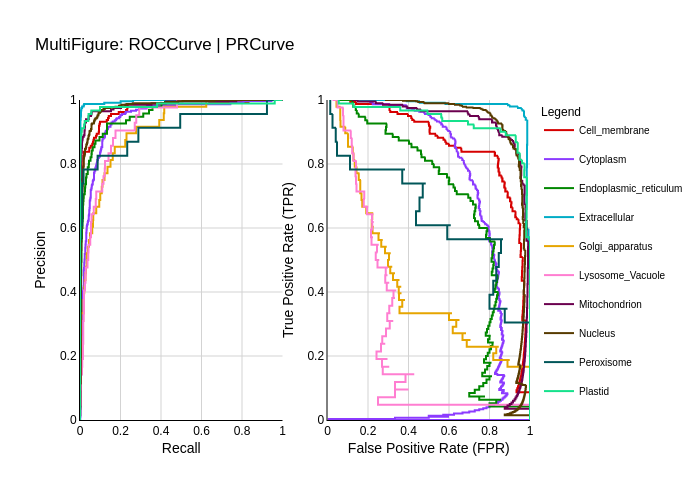 MultiFigure: ROCCurve | PRCurve
Precision
1
0.8
0.6
0.4
0.2
0
0 0.2 0.4 0.6 0.8 1
Recall
True Positive Rate (TPR)
1
0.8
0.6
0.4
0.2
0
0 0.2 0.4 0.6 0.8 1
False Positive Rate (FPR)
Legend
Cell_membrane
Cytoplasm
Endoplasmic_reticulum
Extracellular
Golgi_apparatus
Lysosome_Vacuole
Mitochondrion
Nucleus
Peroxisome
Plastid